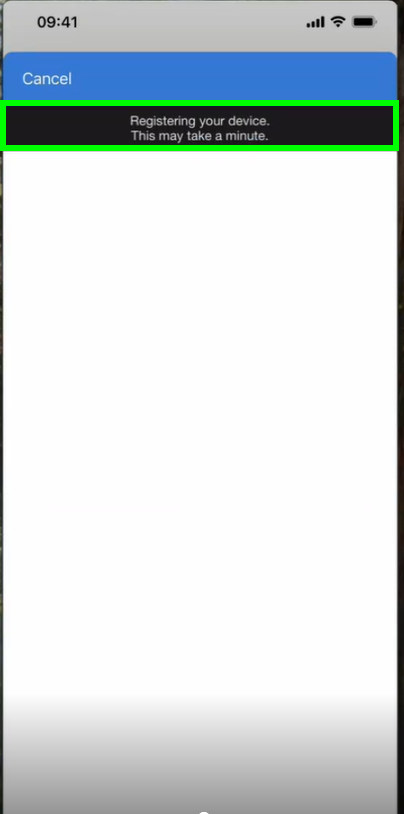 09:41
Cancel
Registering your device.
This may take a minute.